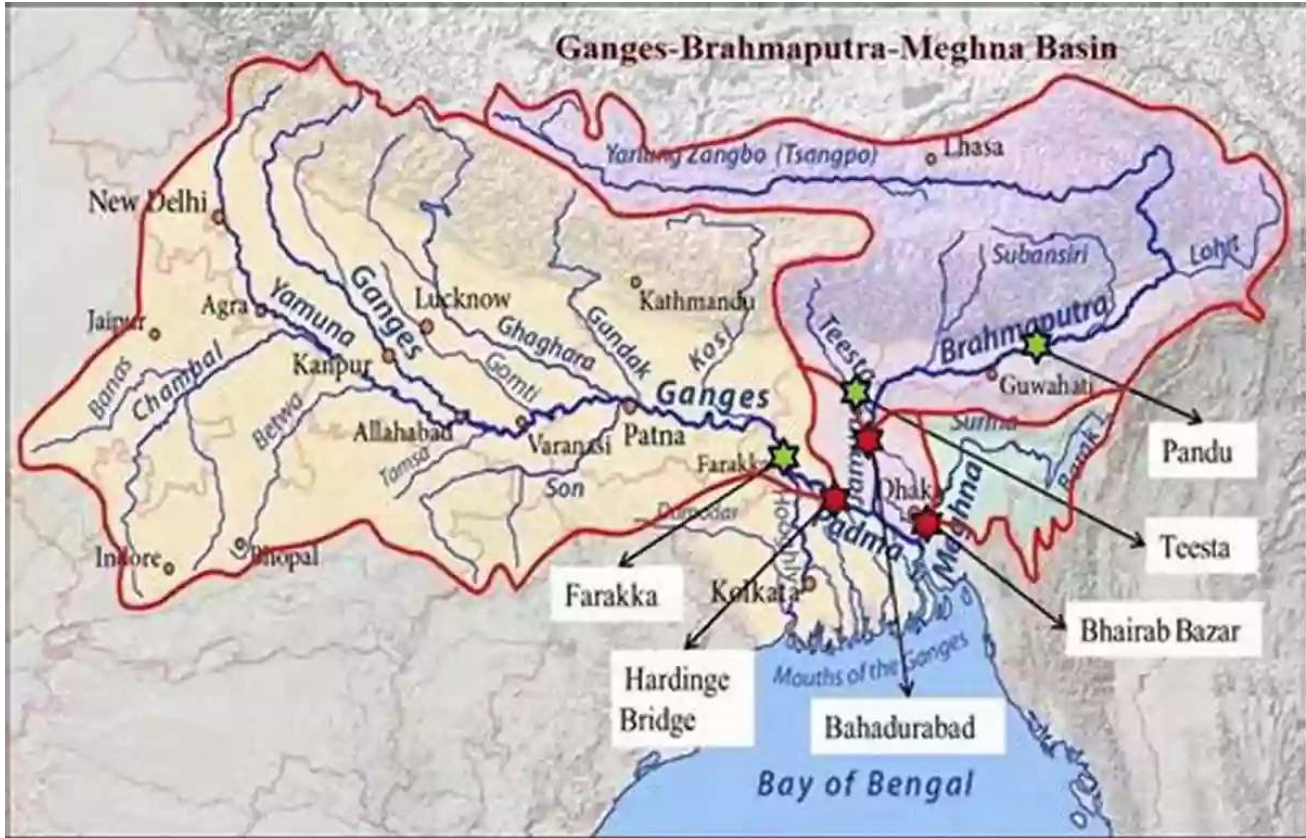 Ganges-Brahmaputra-Meghna Basin
Yarlung Zangbo (Tsangpo)
Lhasa
New Delhi
Subansiri
Lohit
Agra
Yamuna
Ganges
Lucknow
Kathmandu
Jaipur
Kanpur
Ghaghara
Gandak
Kosi
Teesta
Brahmaputra
Banas
Chambal
Betwa
Gomti
Ganges
Guwahati
Allahabad
Varanasi
Patna
Surma
Pandu
Tamsa
Farakka
Son
Dhaka
Meghna
Damodar
Padma
Indore
Bhopal
Kolkata
Teesta
Farakka
Bhairab Bazar
Mouths of the Ganges
Hardinge
Bridge
Bahadurabad
Bay of Bengal